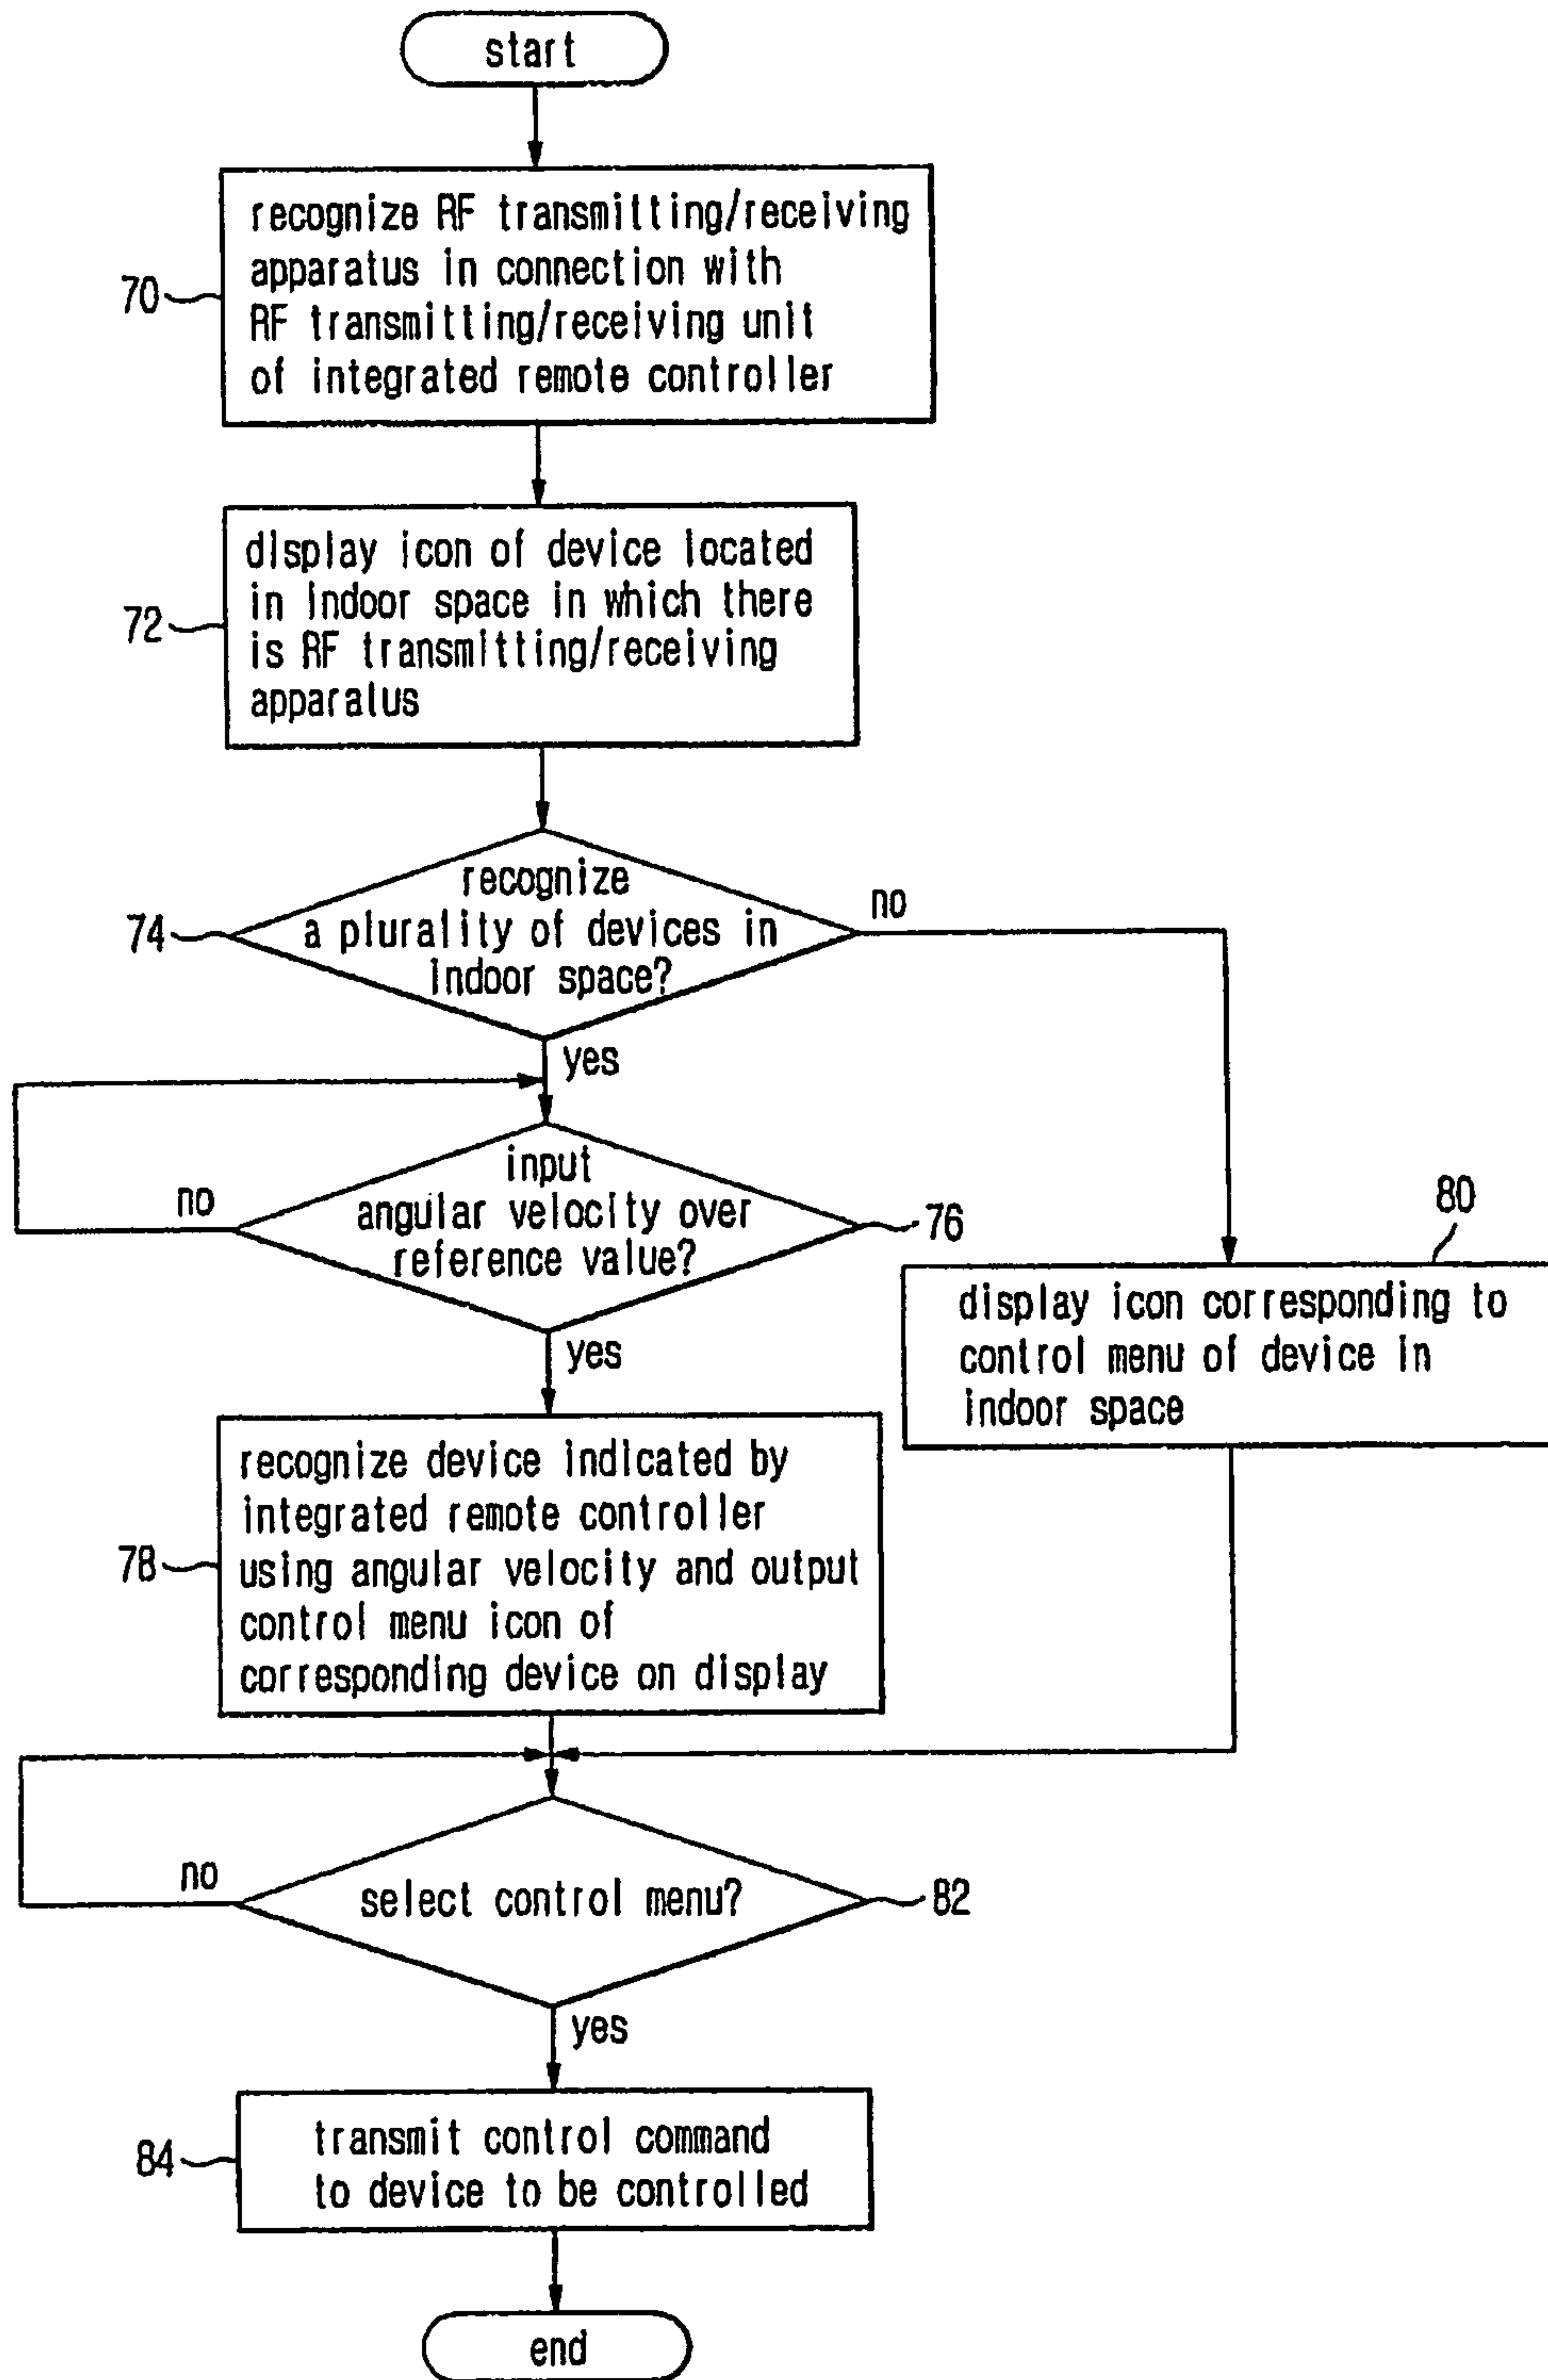 start
recognize RF transmitting/receiving
apparatus in connection with
RF transmitting/receiving unit
of integrated remote controller
70
display icon of device located
in indoor space in which there
is RF transmitting/receiving
apparatus
72
recognize
a plurality of devices in
indoor space?
74
no
yes
input
angular velocity over
reference value?
no
76
yes
80
display icon corresponding to
control menu of device in
indoor space
recognize device indicated by
integrated remote controller
using angular velocity and output
control menu icon of
corresponding device on display
78
no
select control menu?
82
yes
transmit control command
to device to be controlled
84
end